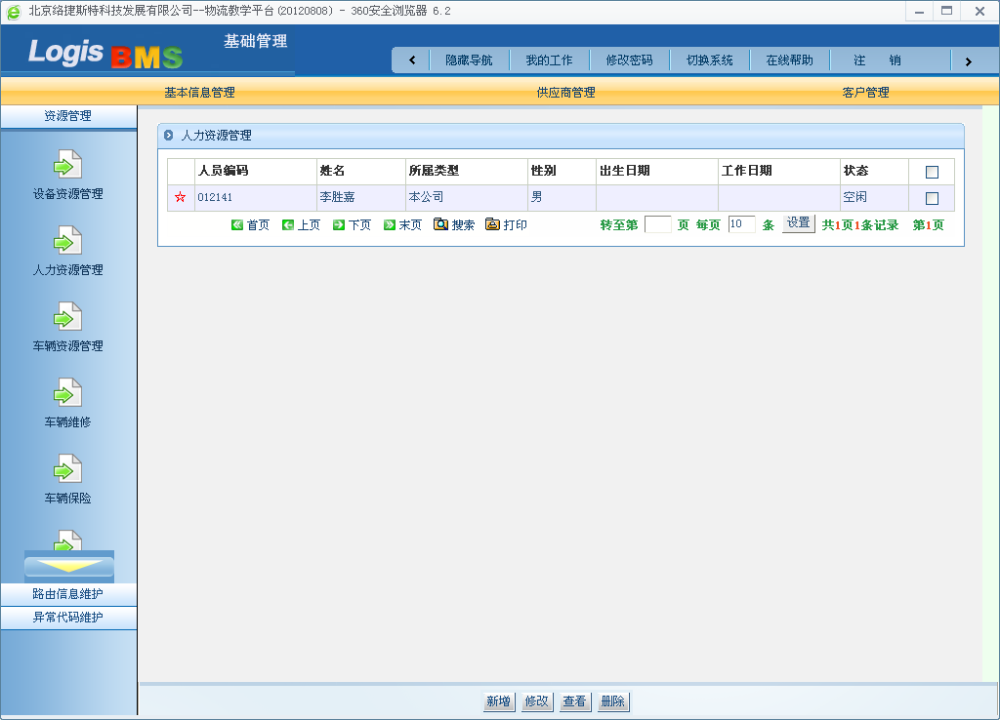 北京络捷斯特科技发展有限公司--物流教学平台(20120808) - 360安全浏览器 6.2
Logis BMS
基础管理
隐藏导航 我的工作 修改密码 切换系统 在线帮助 注 销
基本信息管理 供应商管理 客户管理
资源管理
设备资源管理
人力资源管理
车辆资源管理
车辆维修
车辆保险
路由信息维护
异常代码维护
人力资源管理
人员编码 姓名 所属类型 性别 出生日期 工作日期 状态
012141 李胜嘉 本公司 男 空闲
首页 上页 下页 末页 搜索 打印 转至第 页 每页 10 条 设置 共1页1条记录 第1页
新增 修改 查看 删除